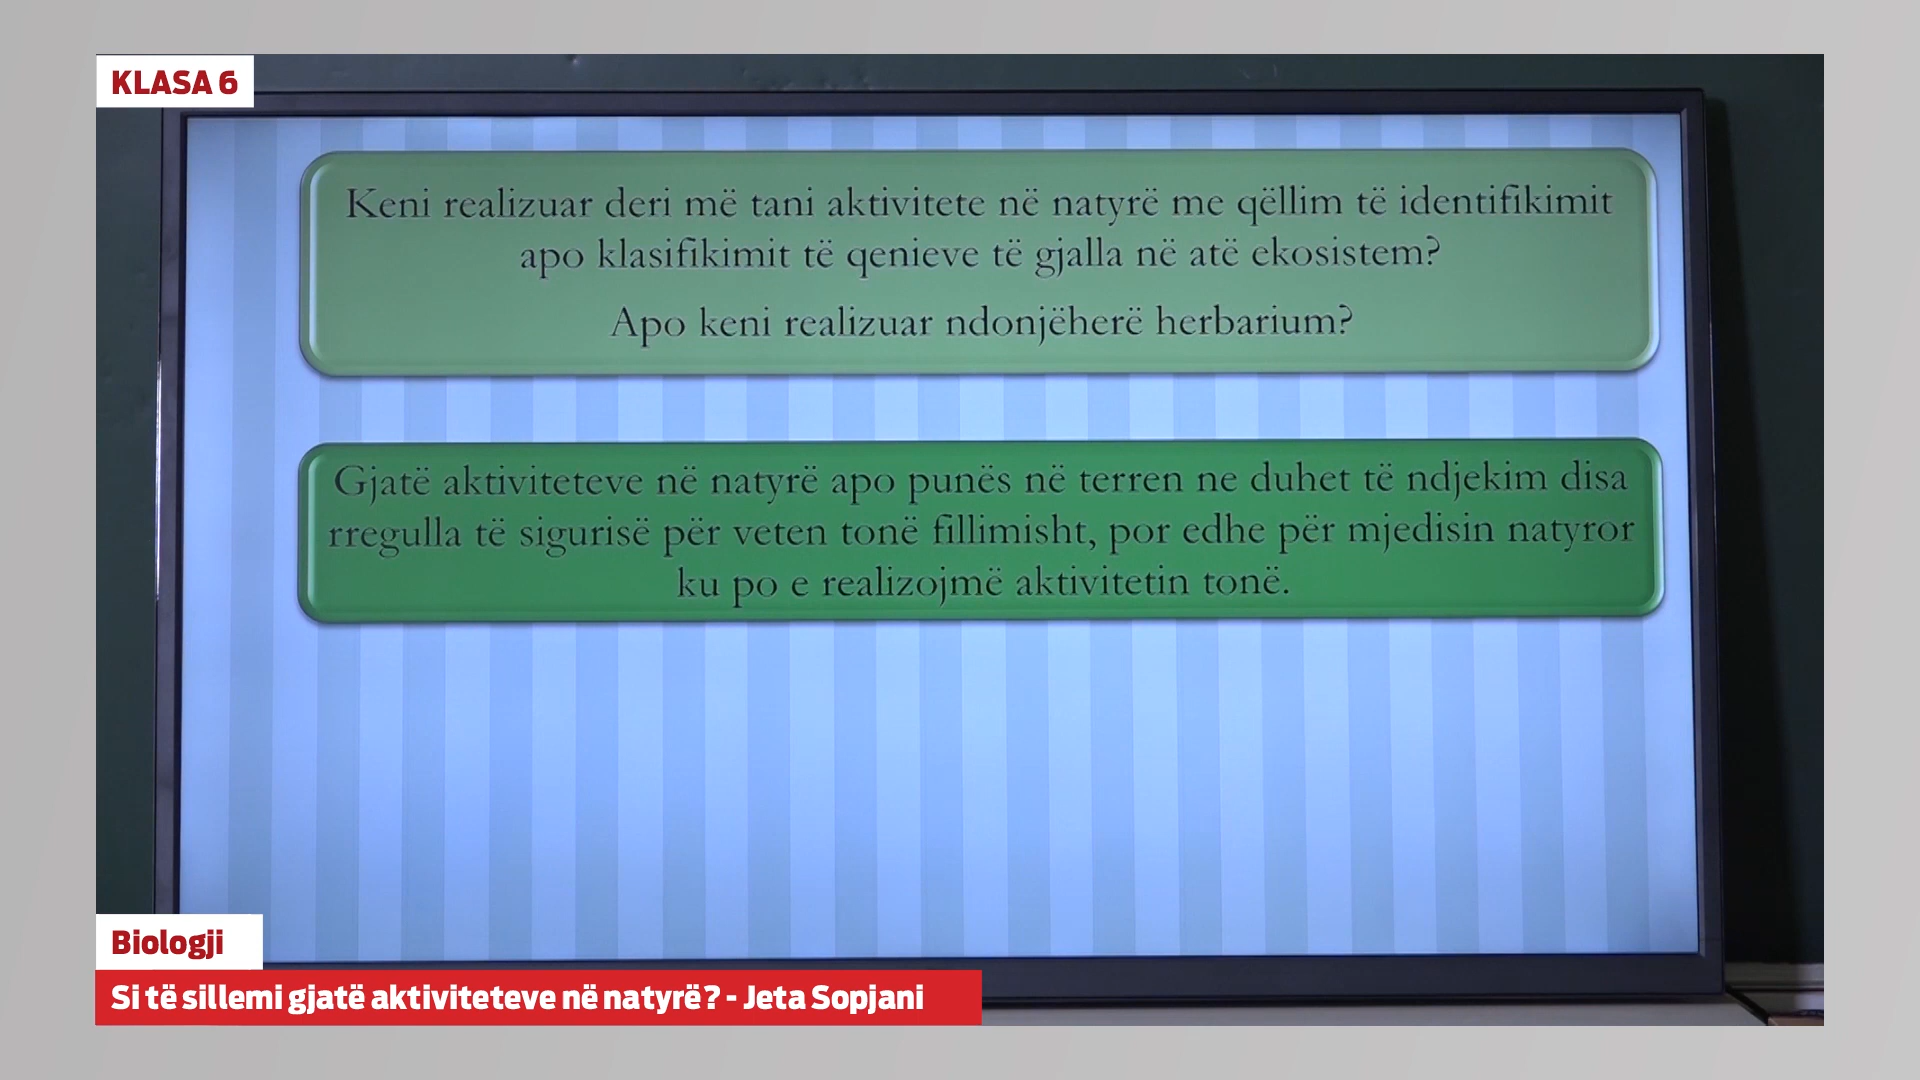 KLASA 6
Keni realizuar deri më tani aktivitete në natyrë me qëllim të identifikimit
apo klasifikimit të qenieve të gjalla në atë ekosistem?
Apo keni realizuar ndonjëherë herbarium?
Gjatë aktiviteteve në natyrë apo punës në terren ne duhet të ndjekim disa
rregulla të sigurisë për veten tonë fillimisht, por edhe për mjedisin natyror
ku po e realizojmë aktivitetin tonë.
Biologji
Si të sillemi gjatë aktiviteteve në natyrë? - Jeta Sopjani